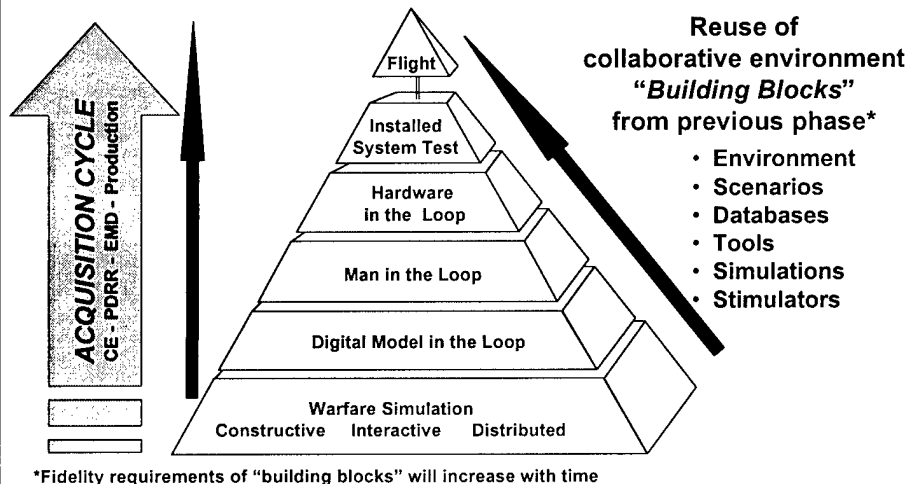 Reuse of
collaborative environment
“Building Blocks”
from previous phase*
• Environment
• Scenarios
• Databases
• Tools
• Simulations
• Stimulators
ACQUISITION CYCLE
CE - PDRR - EMD - Production
Flight
Installed
System Test
Hardware
in the Loop
Man in the Loop
Digital Model in the Loop
Warfare Simulation
Constructive Interactive Distributed
*Fidelity requirements of “building blocks” will increase with time